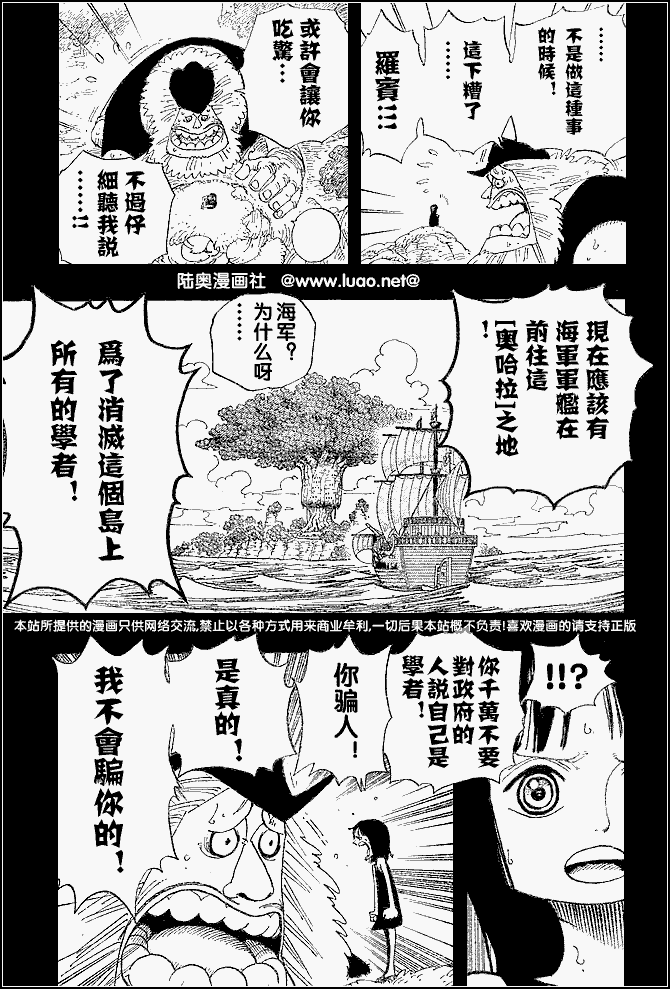 ……
不是做這種事
的時候！
這下糟了
……
羅賓!!!
或許會讓你
吃驚…
不過仔
細聽我說
……!!
陆奥漫画社 @www.luao.net@
現在應該有
海軍軍艦在
前往這
[奧哈拉]之地
！
海军？
为什么呀
……
爲了消滅這個島上
所有的學者！
本站所提供的漫画只供网络交流,禁止以各种方式用来商业牟利,一切后果本站概不负责!喜欢漫画的请支持正版
!!?
你千萬不要
對政府的
人說自己是
學者！
你骗人！
是真的！
我不會騙你的！